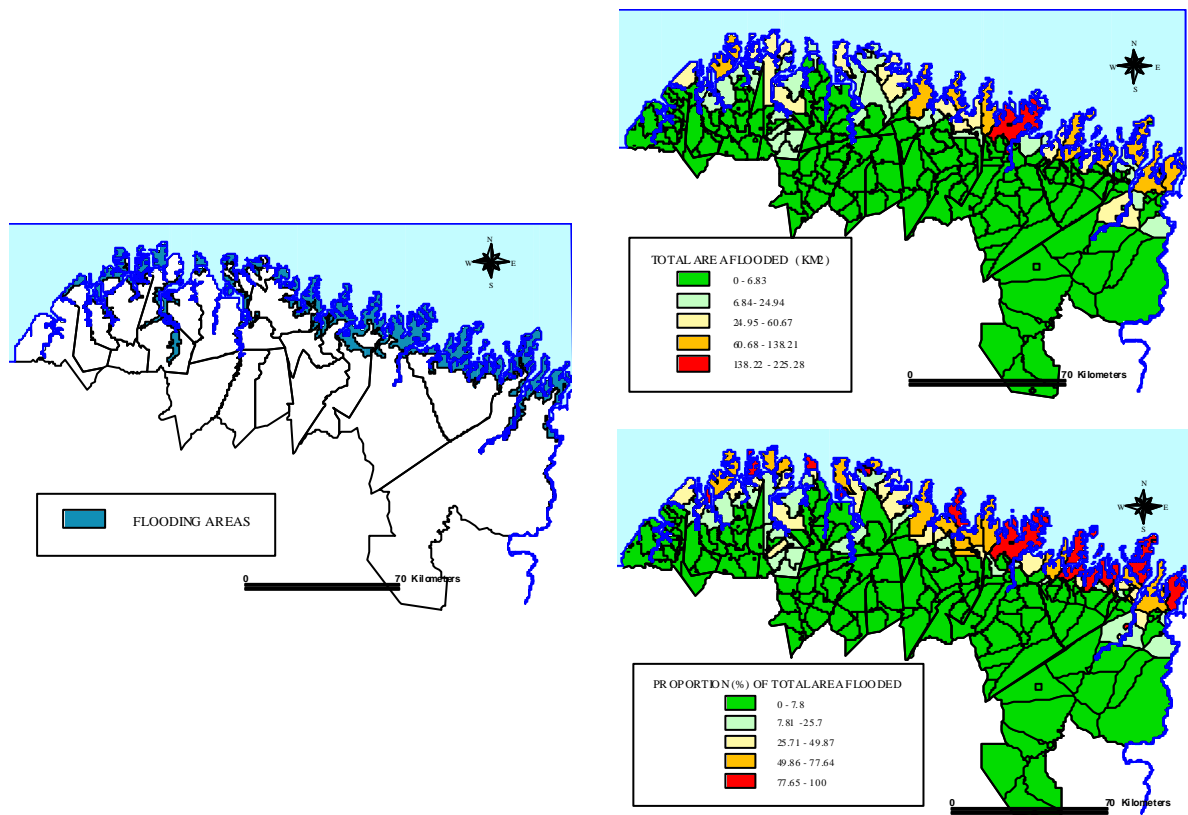 N
W E
S
FLOODING AREAS
0 70 Kilometers
N
W E
S
TOTAL AREA FLOODED (KM2)
0 - 6.83
6.84 - 24.94
24.95 - 60.67
60.68 - 138.21
138.22 - 225.28
0 70 Kilometers
N
W E
S
PROPORTION (%) OF TOTAL AREA FLOODED
0 - 7.8
7.81 - 25.7
25.71 - 49.87
49.86 - 77.64
77.65 - 100
0 70 Kilometers